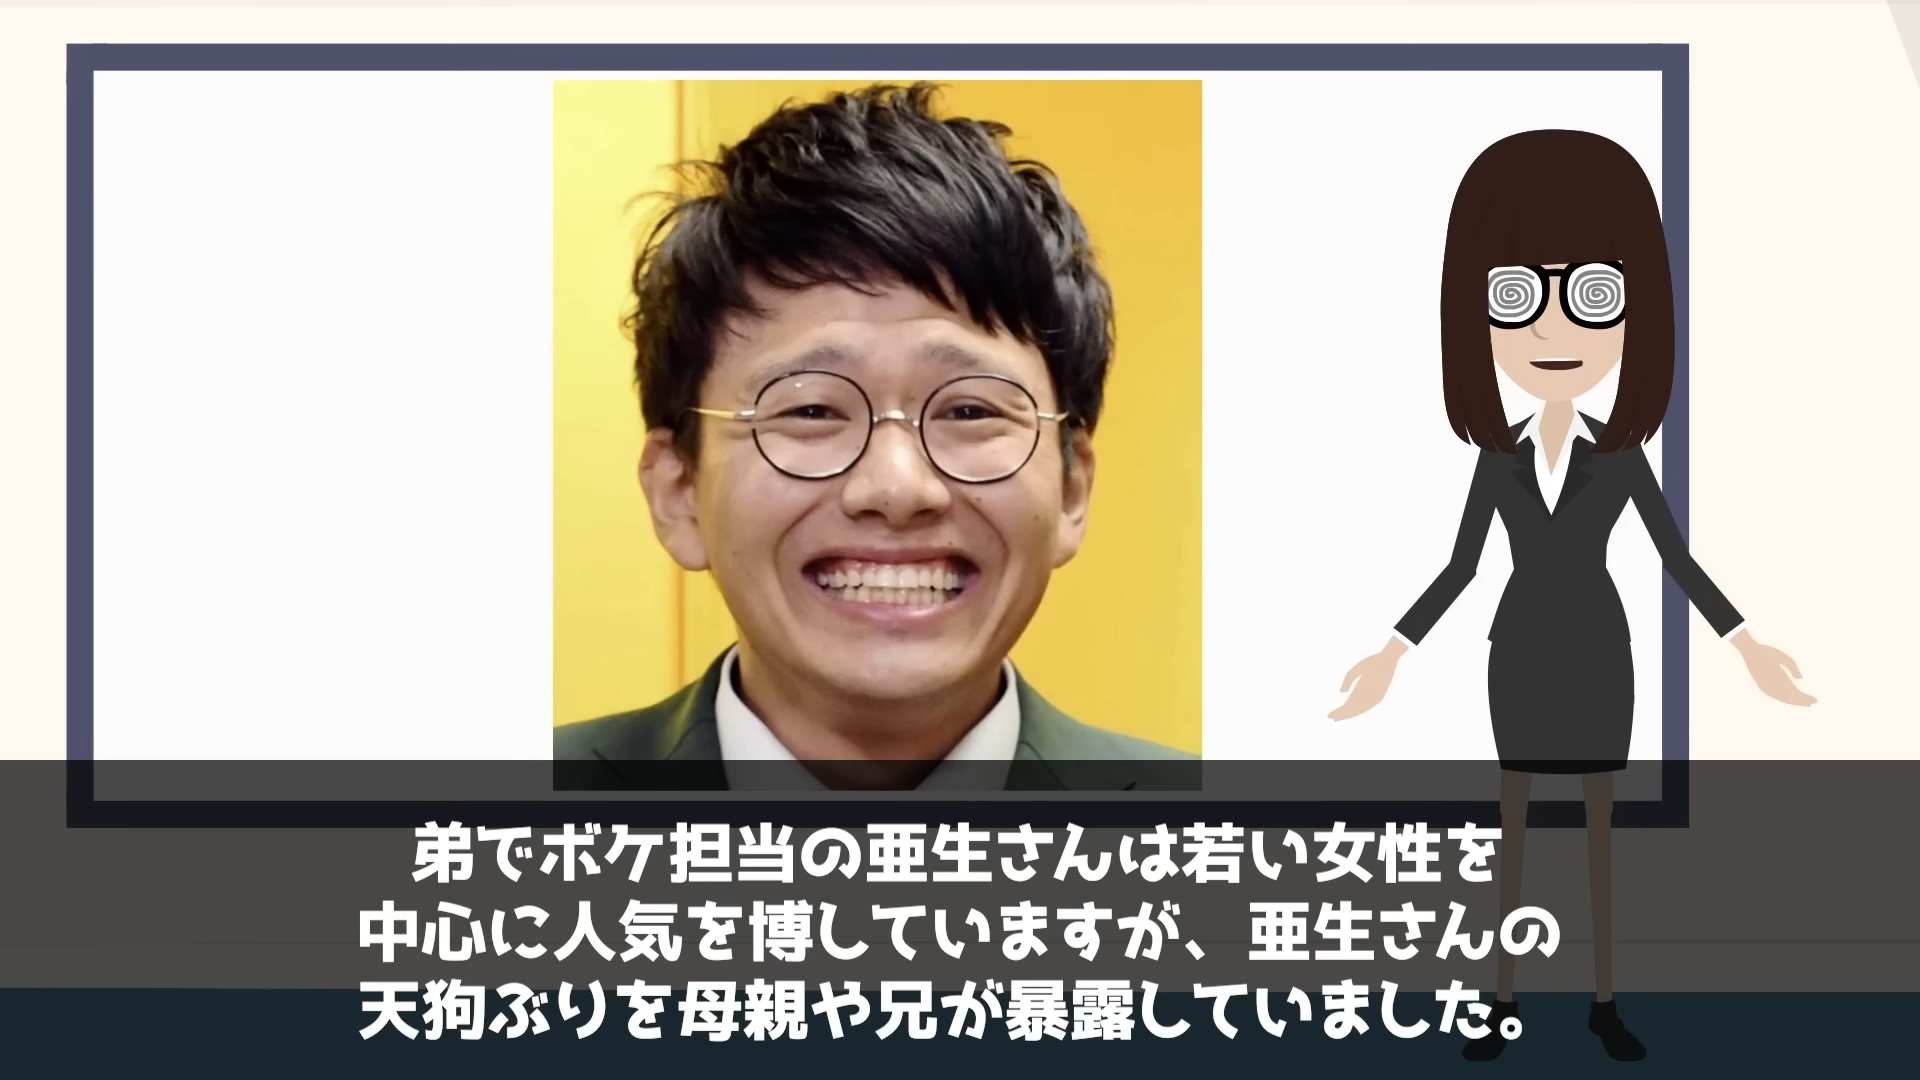 弟でボケ担当の亜生さんは若い女性を
中心に人気を博していますが、亜生さんの
天狗ぶりを母親や兄が暴露していました。